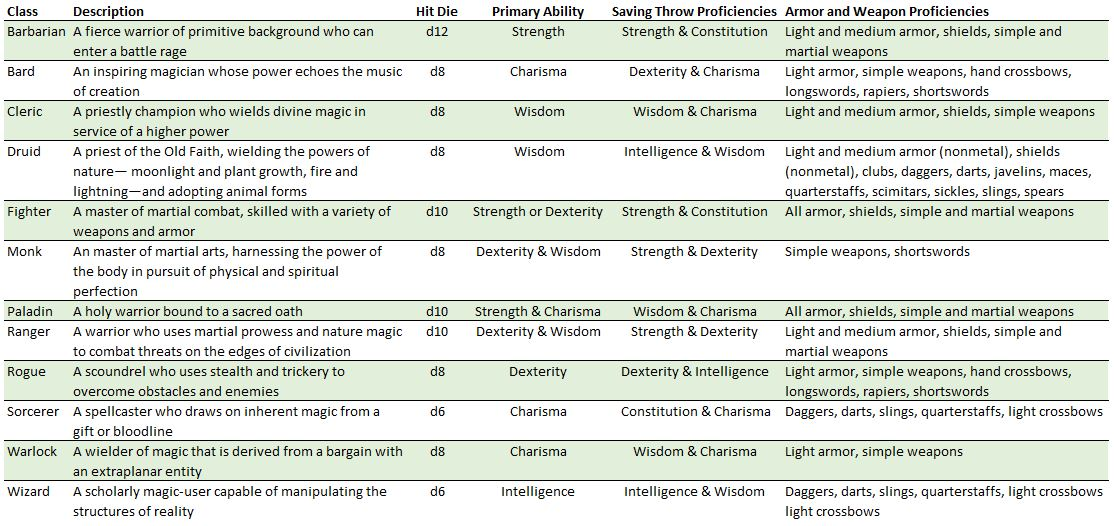 Class Description Hit Die Primary Ability Saving Throw Proficiencies Armor and Weapon Proficiencies
Barbarian A fierce warrior of primitive background who can d12 Strength Strength & Constitution Light and medium armor, shields, simple and
enter a battle rage martial weapons
Bard An inspiring magician whose power echoes the music d8 Charisma Dexterity & Charisma Light armor, simple weapons, hand crossbows,
of creation longswords, rapiers, shortswords
Cleric A priestly champion who wields divine magic in d8 Wisdom Wisdom & Charisma Light and medium armor, shields, simple weapons
service of a higher power
Druid A priest of the Old Faith, wielding the powers of d8 Wisdom Intelligence & Wisdom Light and medium armor (nonmetal), shields
nature— moonlight and plant growth, fire and (nonmetal), clubs, daggers, darts, javelins, maces,
lightning—and adopting animal forms quarterstaffs, scimitars, sickles, slings, spears
Fighter A master of martial combat, skilled with a variety of d10 Strength or Dexterity Strength & Constitution All armor, shields, simple and martial weapons
weapons and armor
Monk An master of martial arts, harnessing the power of d8 Dexterity & Wisdom Strength & Dexterity Simple weapons, shortswords
the body in pursuit of physical and spiritual
perfection
Paladin A holy warrior bound to a sacred oath d10 Strength & Charisma Wisdom & Charisma All armor, shields, simple and martial weapons
Ranger A warrior who uses martial prowess and nature magic d10 Dexterity & Wisdom Strength & Dexterity Light and medium armor, shields, simple and
to combat threats on the edges of civilization martial weapons
Rogue A scoundrel who uses stealth and trickery to d8 Dexterity Dexterity & Intelligence Light armor, simple weapons, hand crossbows,
overcome obstacles and enemies longswords, rapiers, shortswords
Sorcerer A spellcaster who draws on inherent magic from a d6 Charisma Constitution & Charisma Daggers, darts, slings, quarterstaffs, light crossbows
gift or bloodline
Warlock A wielder of magic that is derived from a bargain with d8 Charisma Wisdom & Charisma Light armor, simple weapons
an extraplanar entity
Wizard A scholarly magic-user capable of manipulating the d6 Intelligence Intelligence & Wisdom Daggers, darts, slings, quarterstaffs, light crossbows
structures of reality light crossbows